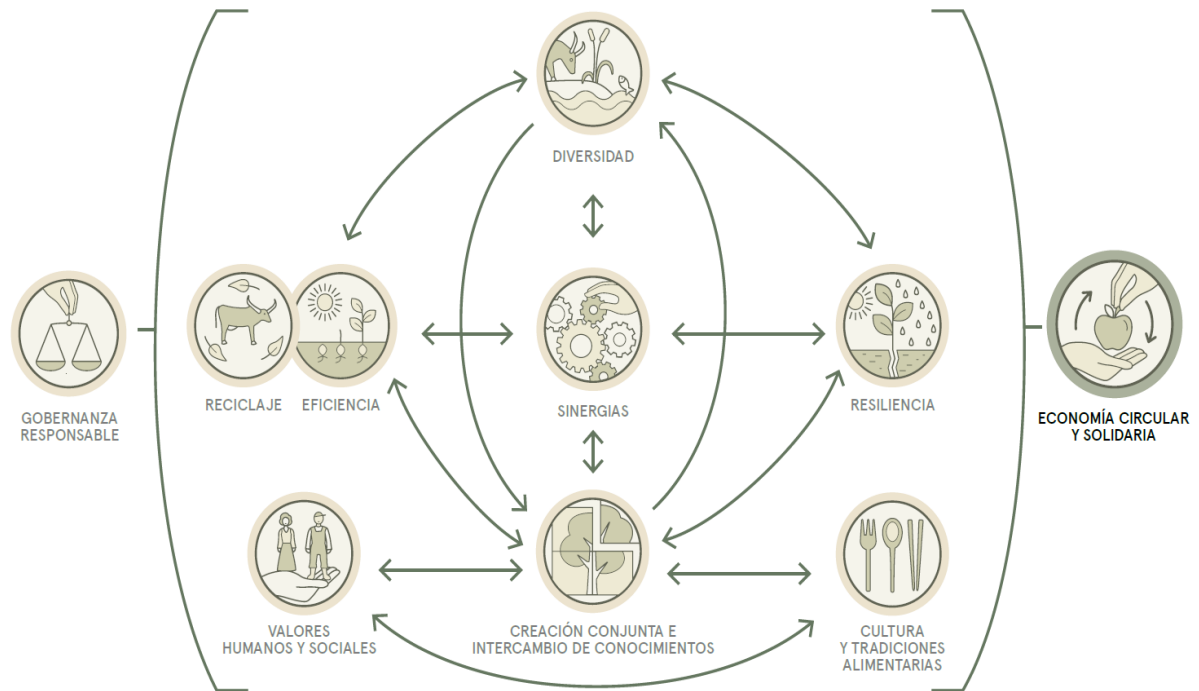 DIVERSIDAD
GOBERNANZA
RESPONSABLE
RECICLAJE
EFICIENCIA
SINERGIAS
RESILIENCIA
ECONOMÍA CIRCULAR
Y SOLIDARIA
VALORES
HUMANOS Y SOCIALES
CREACIÓN CONJUNTA E
INTERCAMBIO DE CONOCIMIENTOS
CULTURA
Y TRADICIONES
ALIMENTARIAS